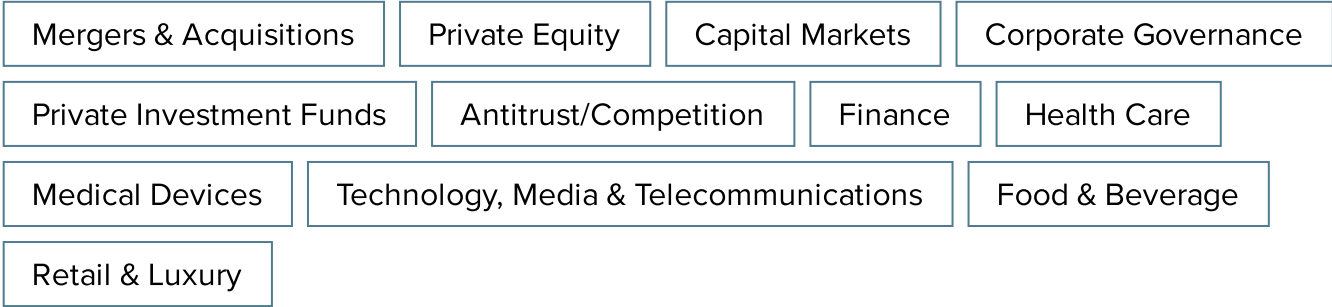 Mergers & Acquisitions Private Equity Capital Markets Corporate Governance
Private Investment Funds Antitrust/Competition Finance Health Care
Medical Devices Technology, Media & Telecommunications Food & Beverage
Retail & Luxury